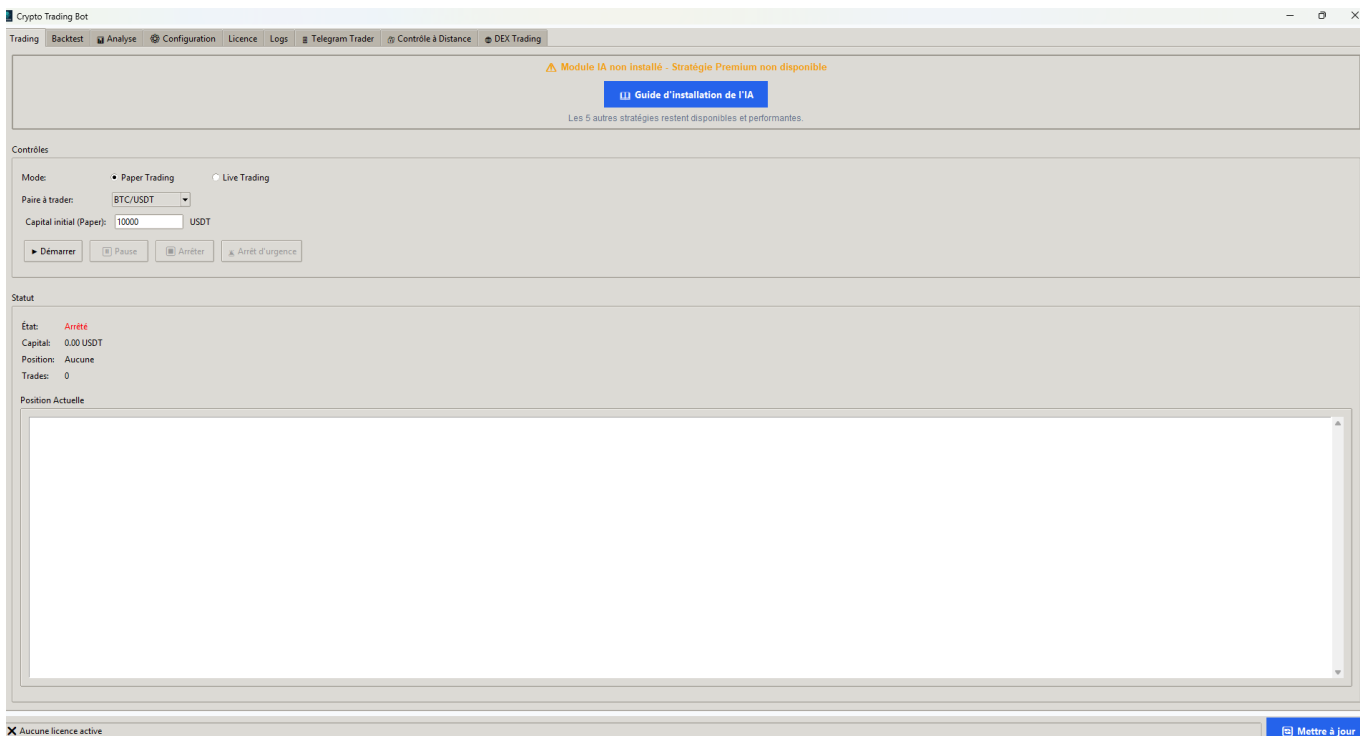 Crypto Trading Bot
Trading Backtest Analyse Configuration Licence Logs Telegram Trader Contrôle à Distance DEX Trading
Module IA non installé - Stratégie Premium non disponible
Guide d'installation de l'IA
Les 5 autres stratégies restent disponibles et performantes.
Contrôles
Mode: Paper Trading Live Trading
Paire à trader: BTC/USDT
Capital initial (Paper): 10000 USDT
Démarrer Pause Arrêter Arrêt d'urgence
Statut
État: Arrêté
Capital: 0.00 USDT
Position: Aucune
Trades: 0
Position Actuelle
Aucune licence active Mettre à jour